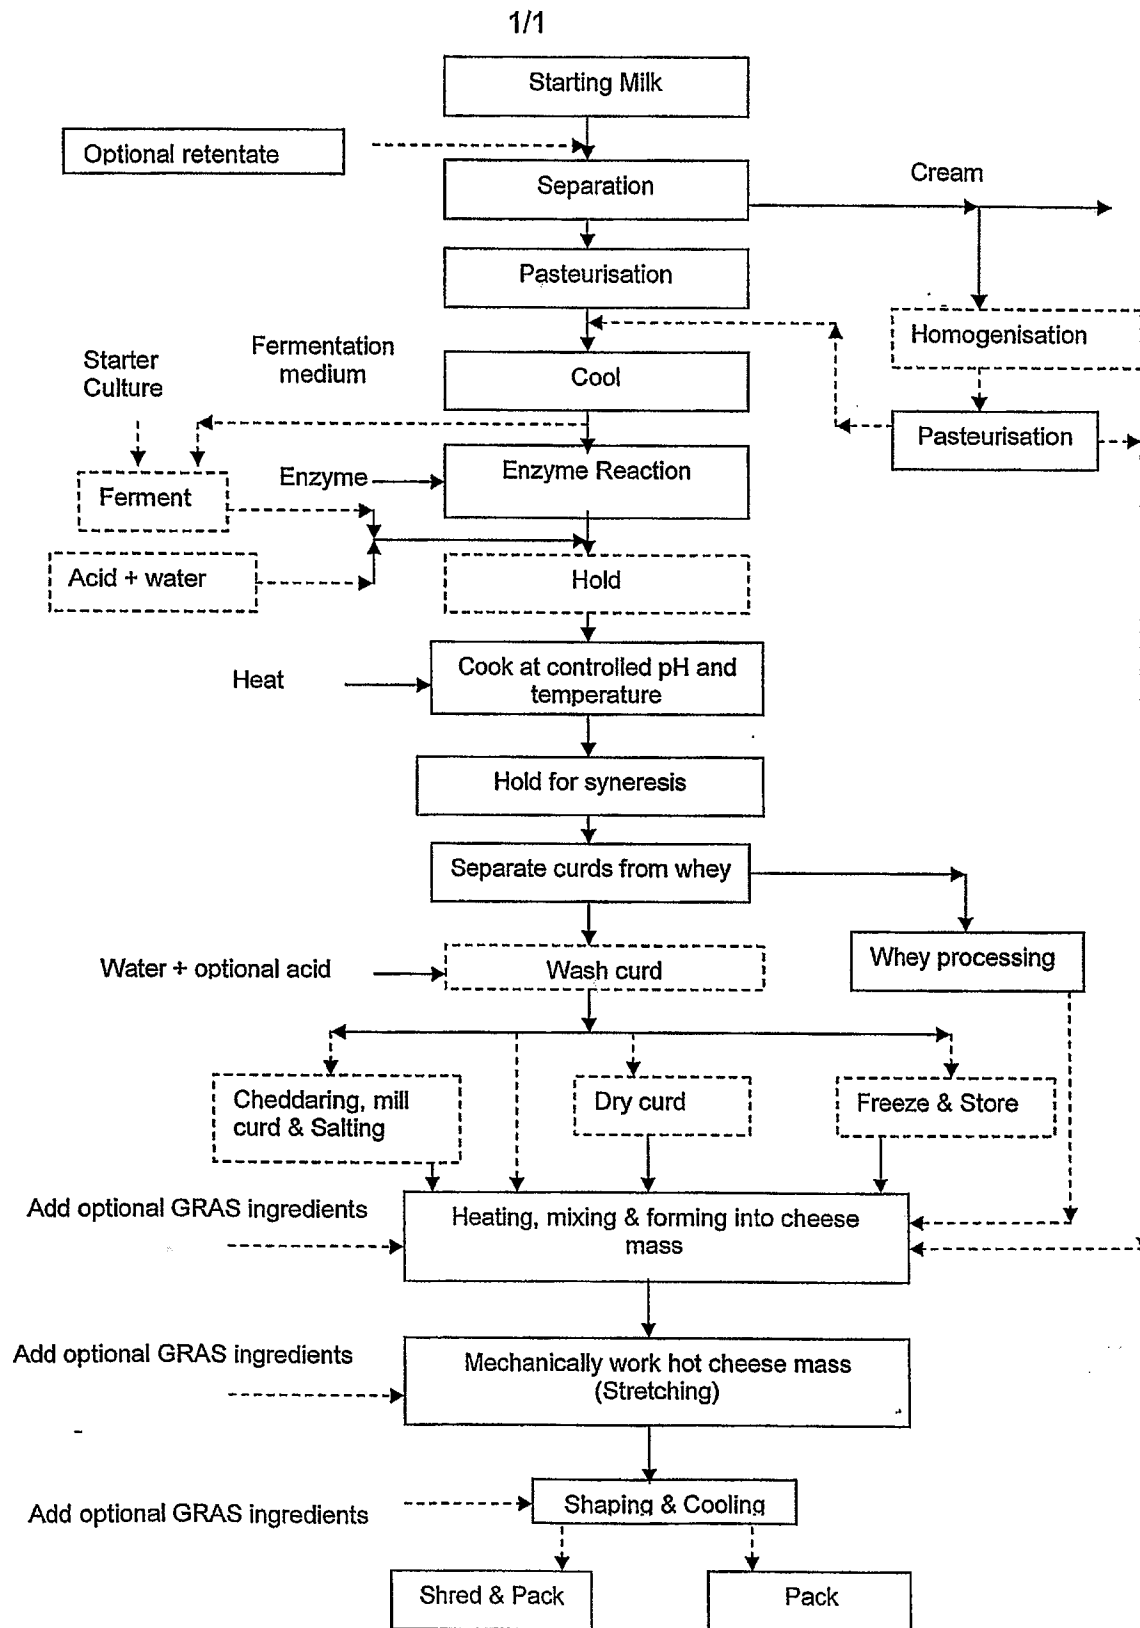 1/1
Starting Milk
Optional retentate
Separation
Cream
Pasteurisation
Homogenisation
Fermentation
medium
Starter
Culture
Cool
Pasteurisation
Enzyme
Enzyme Reaction
Ferment
Acid + water
Hold
Heat
Cook at controlled pH and
temperature
Hold for syneresis
Separate curds from whey
Water + optional acid
Wash curd
Whey processing
Cheddaring, mill
curd & Salting
Dry curd
Freeze & Store
Add optional GRAS ingredients
Heating, mixing & forming into cheese
mass
Add optional GRAS ingredients
Mechanically work hot cheese mass
(Stretching)
Add optional GRAS ingredients
Shaping & Cooling
Shred & Pack
Pack